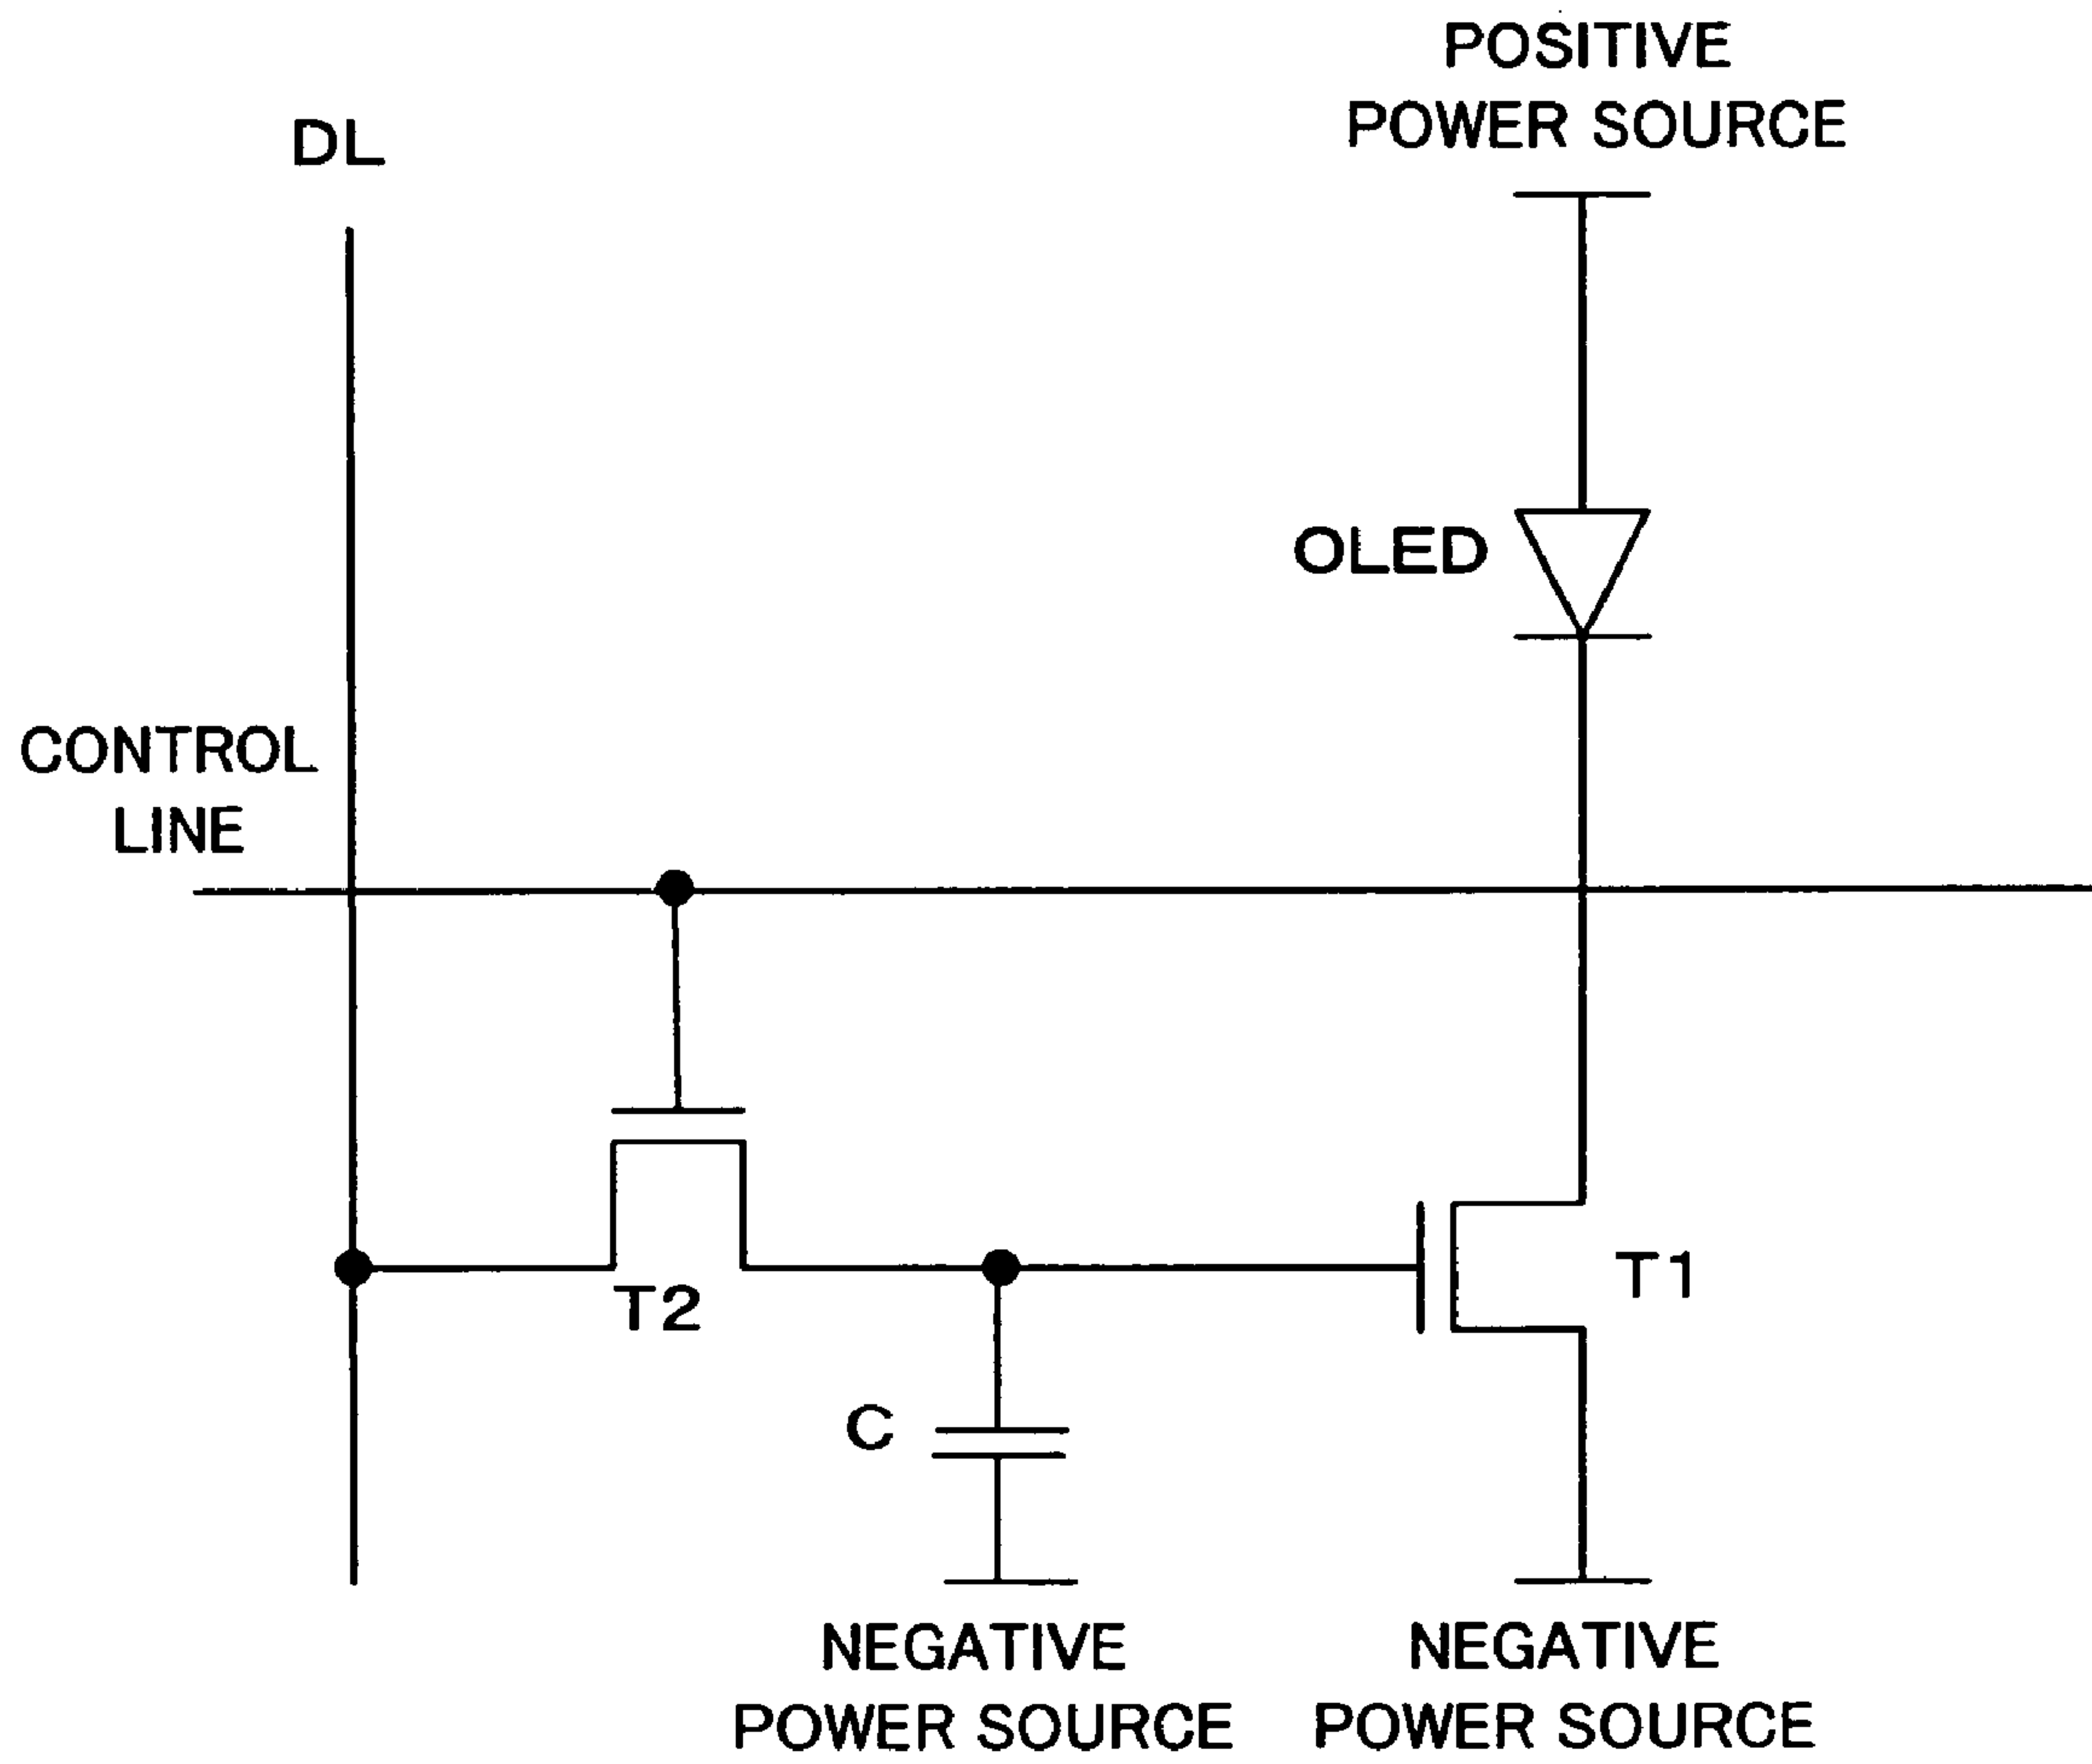 POSITIVE
POWER SOURCE
DL
OLED
CONTROL
LINE
T2
T1
C
NEGATIVE
POWER SOURCE
NEGATIVE
POWER SOURCE